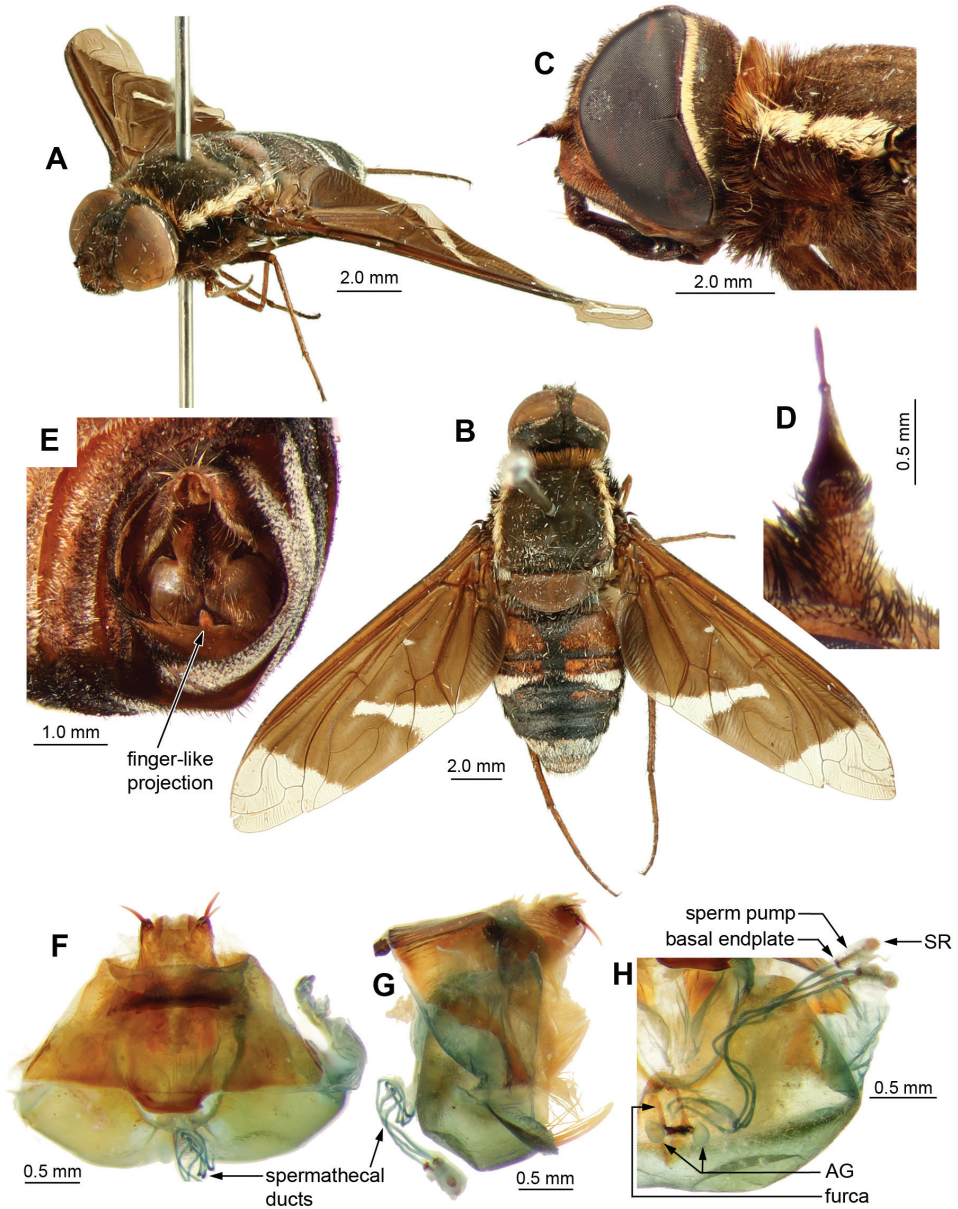 A
2.0 mm
C
2.0 mm
E
1.0 mm
finger-like
projection
B
2.0 mm
D
0.5 mm
F
0.5 mm
spermathecal
ducts
G
0.5 mm
H
sperm pump
basal endplate
SR
0.5 mm
AG
furca